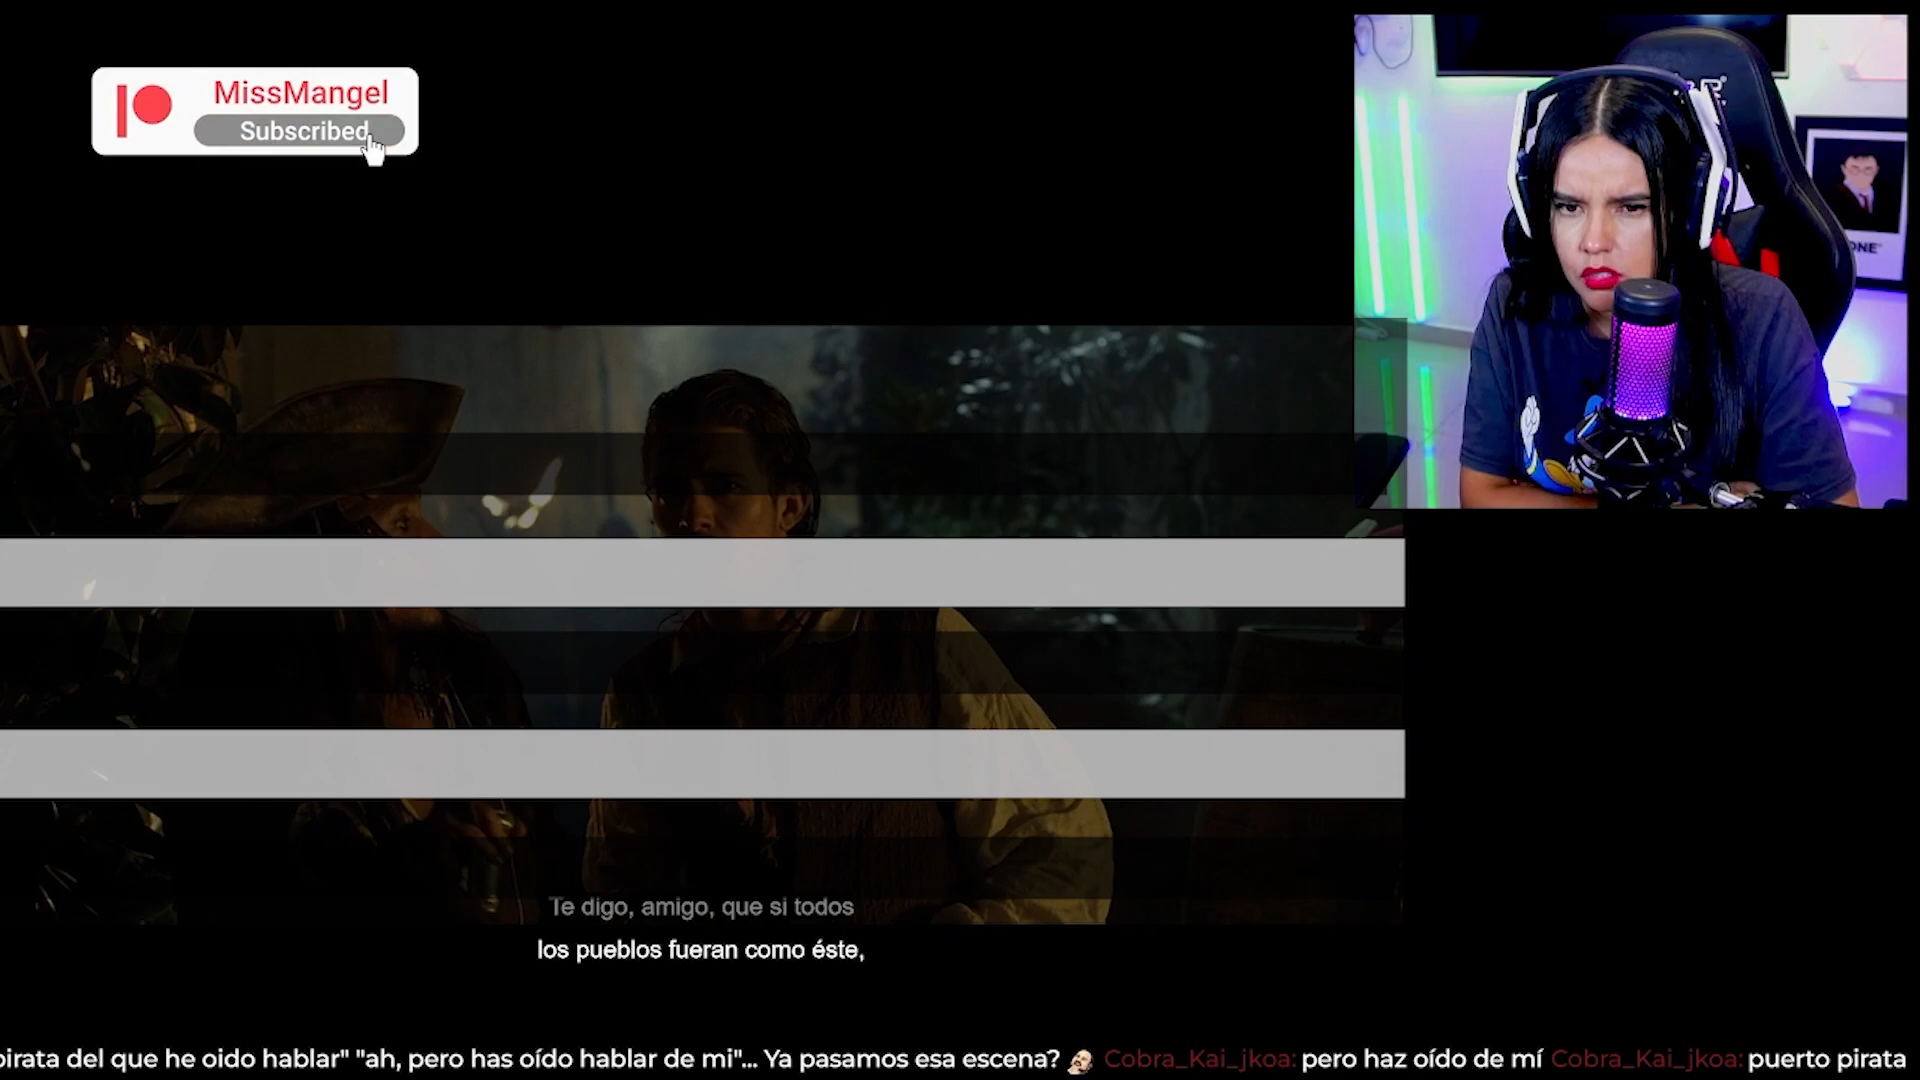 MissMangel
Subscribed
ONE
Te digo, amigo, que si todos
los pueblos fueran como éste,
pirata del que he oido hablar" "ah, pero has oído hablar de mi"... Ya pasamos esa escena? Cobra_Kai_jkoa: pero haz oído de mí Cobra_Kai_jkoa: puerto pirata